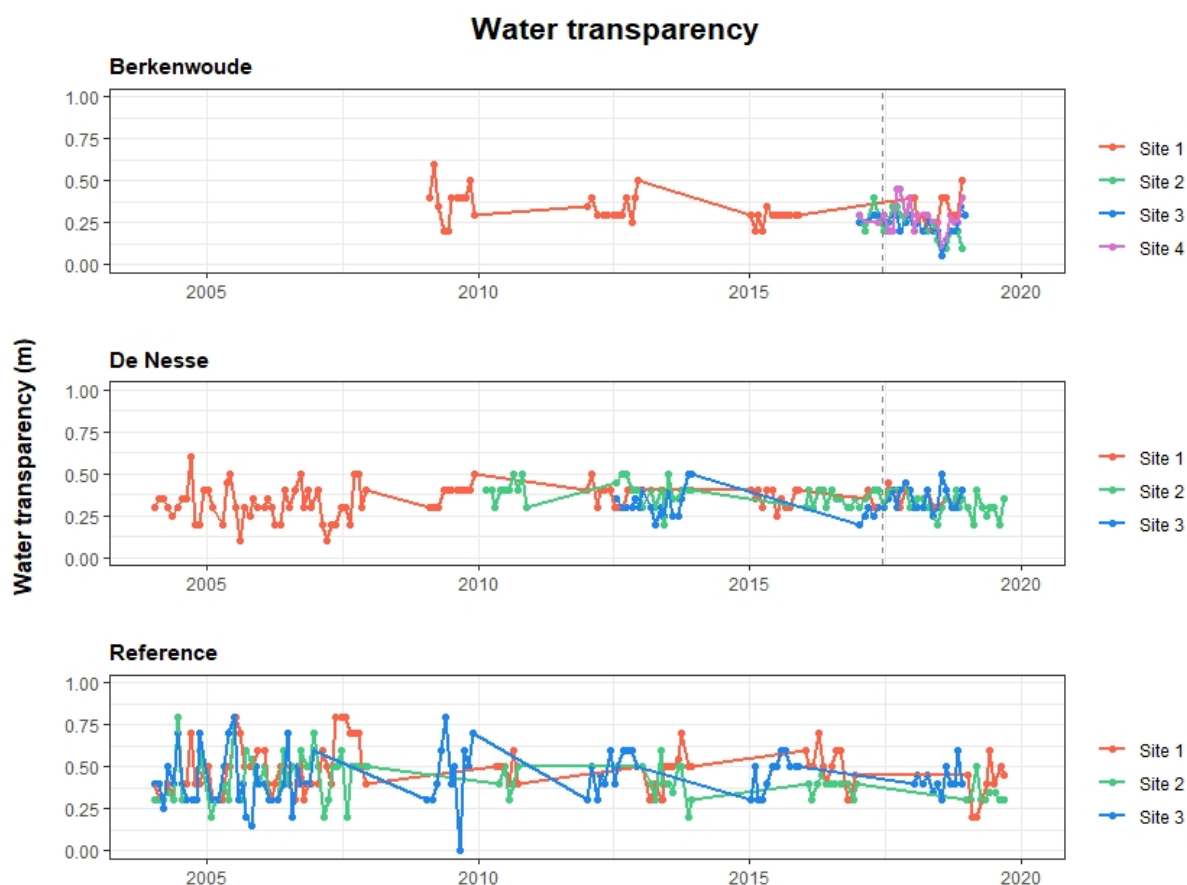 Water transparency
Berkenwoude
1.00
0.75
0.50
0.25
0.00
2005 2010 2015 2020
Site 1
Site 2
Site 3
Site 4
Water transparency (m)
De Nesse
1.00
0.75
0.50
0.25
0.00
2005 2010 2015 2020
Site 1
Site 2
Site 3
Reference
1.00
0.75
0.50
0.25
0.00
2005 2010 2015 2020
Site 1
Site 2
Site 3